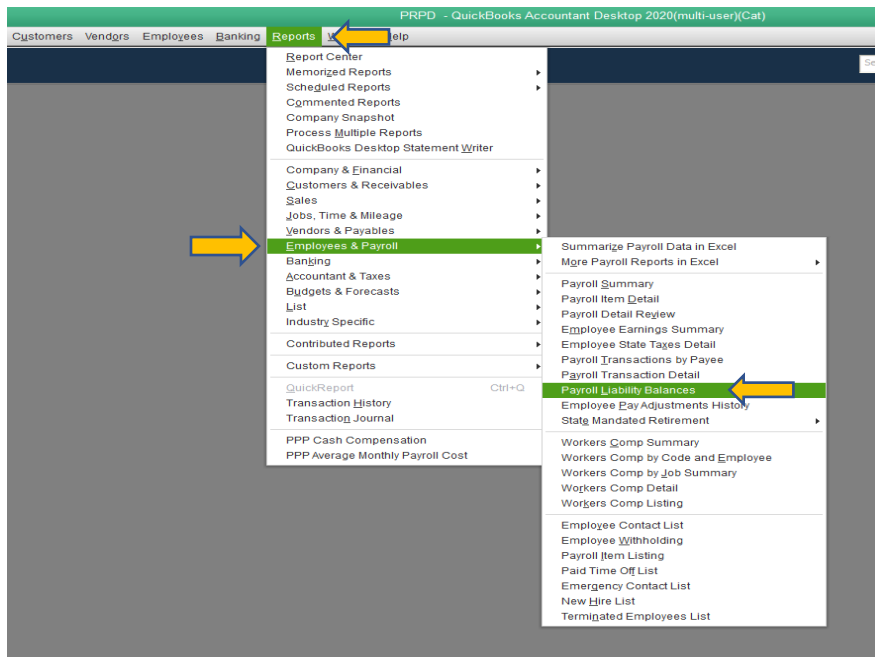 PRPD - QuickBooks Accountant Desktop 2020(multi-user)(Cat)
Customers Vendors Employees Banking Reports W elp
Se
Report Center
Memorized Reports
Scheduled Reports
Commented Reports
Company Snapshot
Process Multiple Reports
QuickBooks Desktop Statement Writer
Company & Financial
Customers & Receivables
Sales
Jobs, Time & Mileage
Vendors & Payables
Employees & Payroll
Banking
Accountant & Taxes
Budgets & Forecasts
List
Industry Specific
Contributed Reports
Custom Reports
QuickReport Ctrl+Q
Transaction History
Transaction Journal
PPP Cash Compensation
PPP Average Monthly Payroll Cost
Summarize Payroll Data in Excel
More Payroll Reports in Excel
Payroll Summary
Payroll Item Detail
Payroll Detail Review
Employee Earnings Summary
Employee State Taxes Detail
Payroll Transactions by Payee
Payroll Transaction Detail
Payroll Liability Balances
Employee Pay Adjustments History
State Mandated Retirement
Workers Comp Summary
Workers Comp by Code and Employee
Workers Comp by Job Summary
Workers Comp Detail
Workers Comp Listing
Employee Contact List
Employee Withholding
Payroll Item Listing
Paid Time Off List
Emergency Contact List
New Hire List
Terminated Employees List